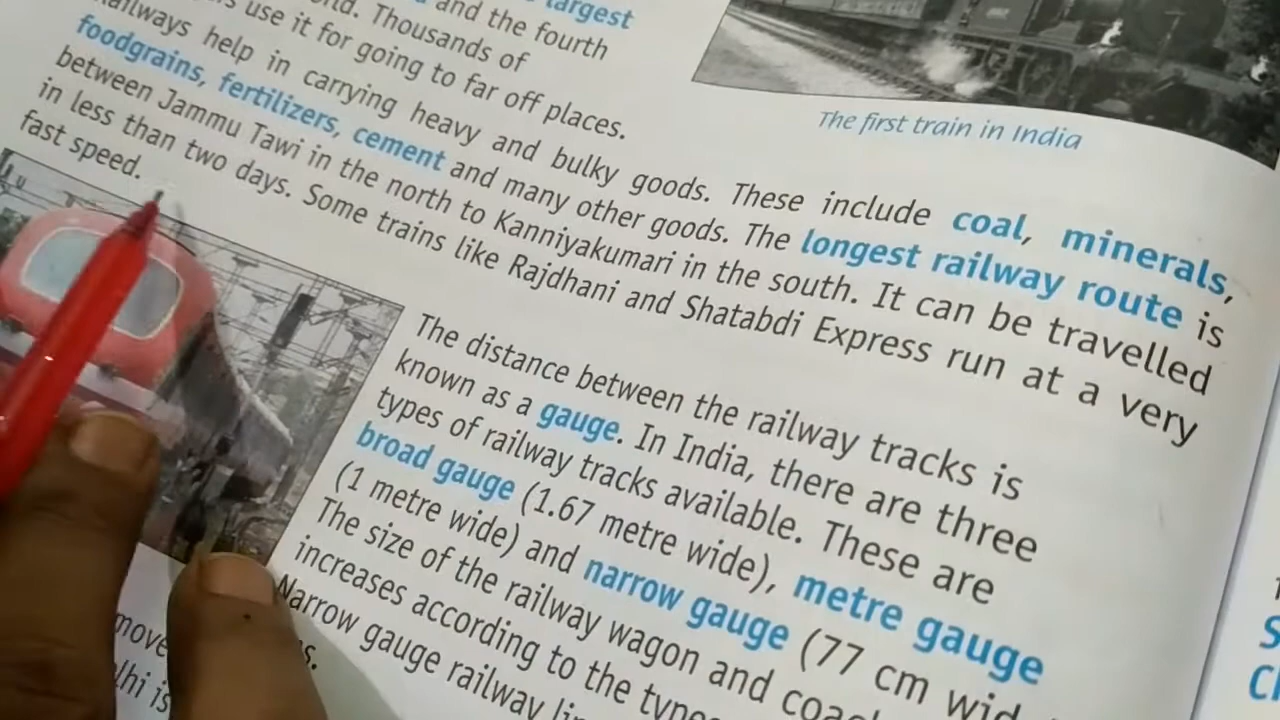 largest
and the fourth
Thousands of
use it for going to far off places.
The first train in India
Railways help in carrying heavy and bulky goods. These include coal, minerals,
foodgrains, fertilizers, cement and many other goods. The longest railway route is
between Jammu Tawi in the north to Kanniyakumari in the south. It can be travelled
in less than two days. Some trains like Rajdhani and Shatabdi Express run at a very
fast speed.
The distance between the railway tracks is
known as a gauge. In India, there are three
types of railway tracks available. These are
broad gauge (1.67 metre wide), metre gauge
(1 metre wide) and narrow gauge (77 cm
The size of the railway wagon and
increases according to the
Narrow gauge railway
move
is